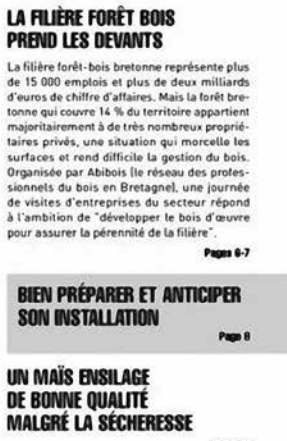 LA FILIÈRE FORÊT BOIS
PREND LES DEVANTS
La filière forêt-bois bretonne représente plus
de 15 000 emplois et plus de deux milliards
d'euros de chiffre d'affaires. Mais la forêt bre-
tonne qui couvre 14 % du territoire appartient
majoritairement à de très nombreux proprié-
taires privés, une situation qui morcelle les
surfaces et rend difficile la gestion du bois.
Organisée par Abibois (le réseau des profes-
sionnels du bois en Bretagne), une journée
de visites d'entreprises du secteur répond
à l'ambition de "développer le bois d'œuvre
pour assurer la pérennité de la filière".
Pages 6-7
BIEN PRÉPARER ET ANTICIPER
SON INSTALLATION
Page 8
UN MAÏS ENSILAGE
DE BONNE QUALITÉ
MALGRÉ LA SÉCHERESSE